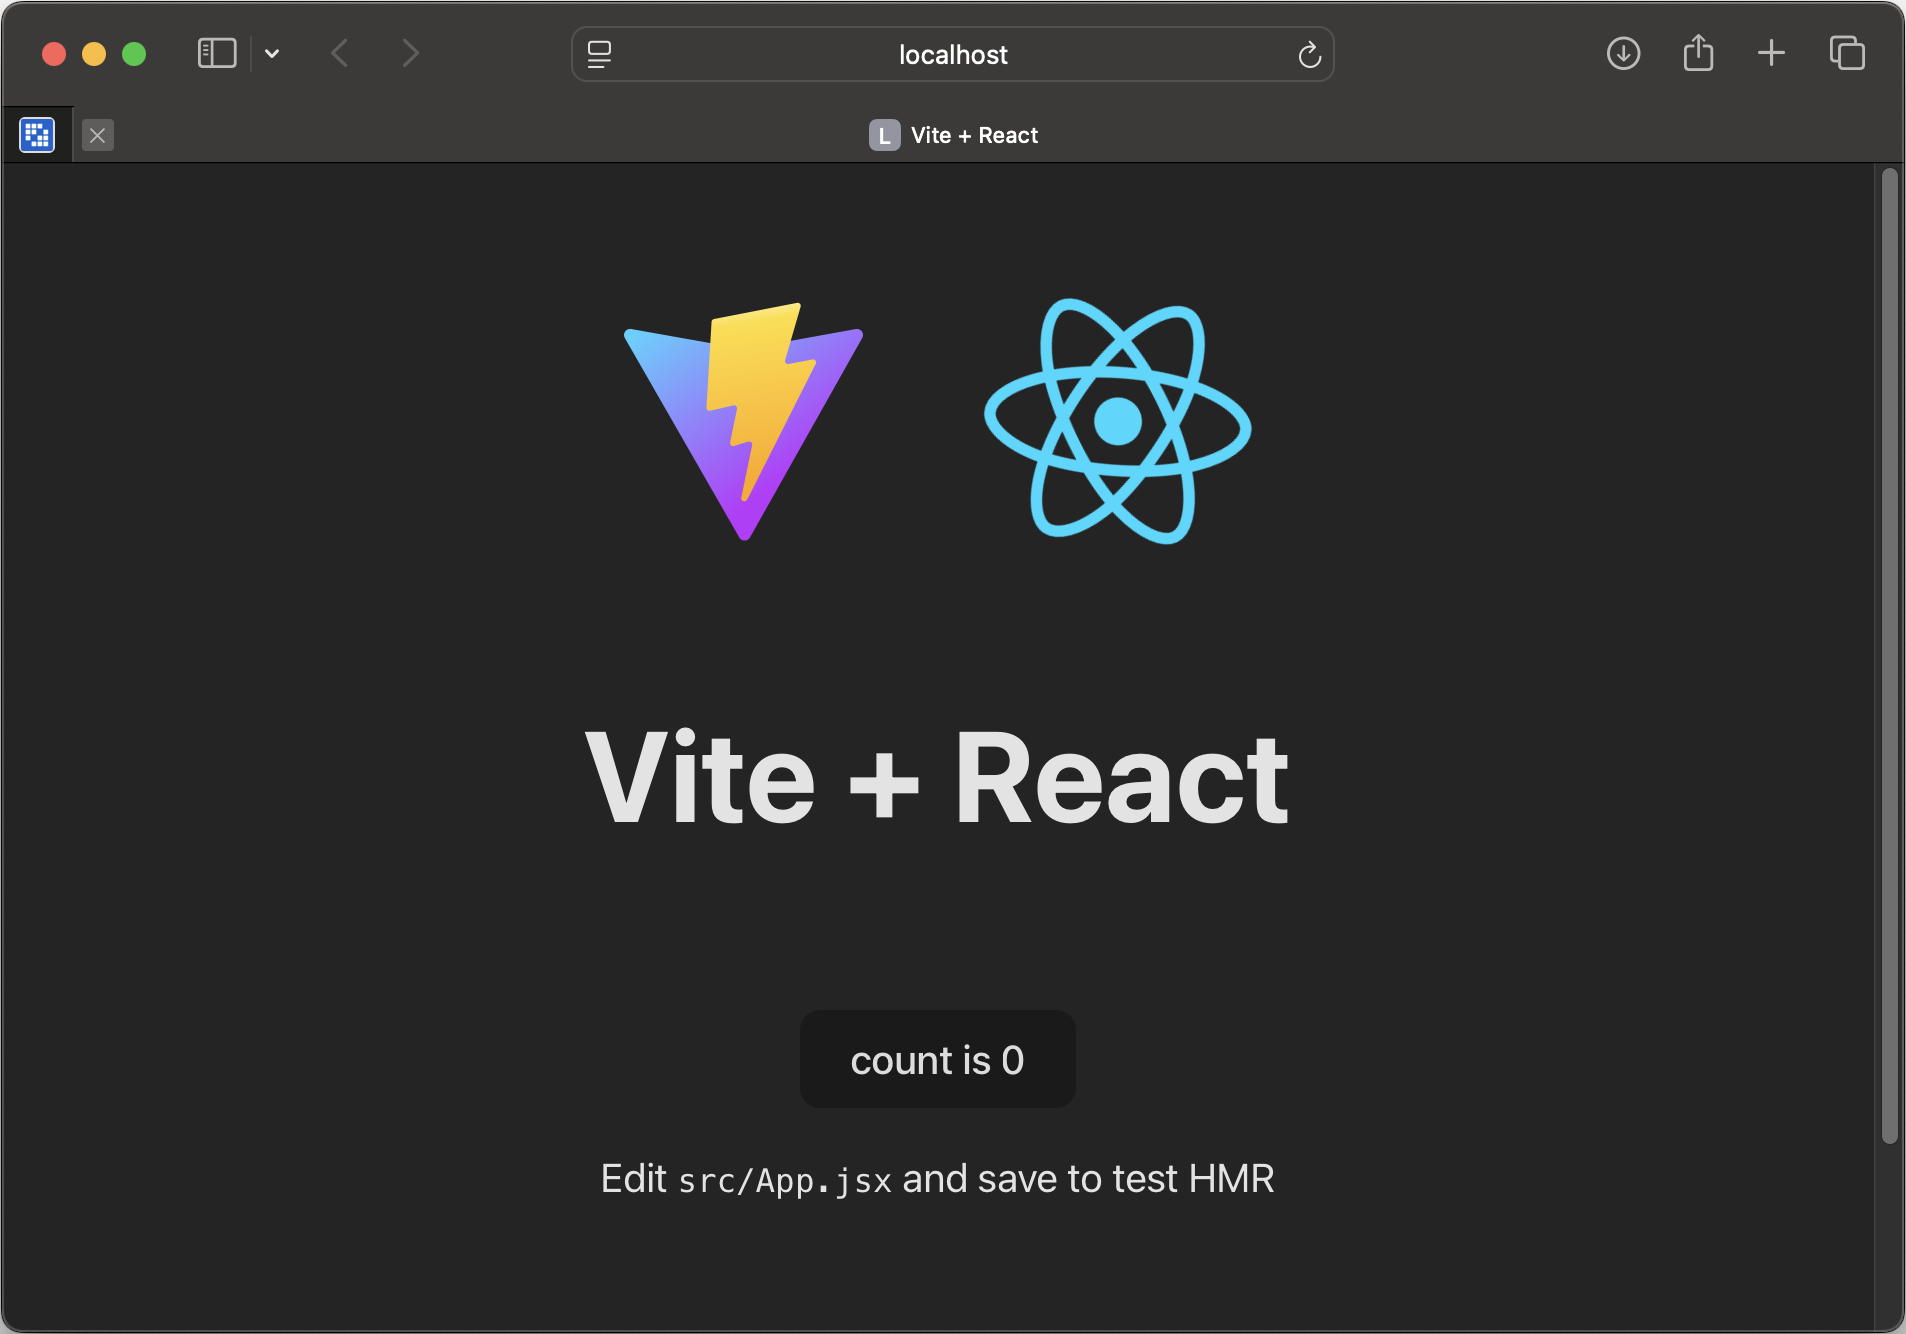 localhost
L Vite + React
Vite + React
count is 0
Edit src/App.jsx and save to test HMR